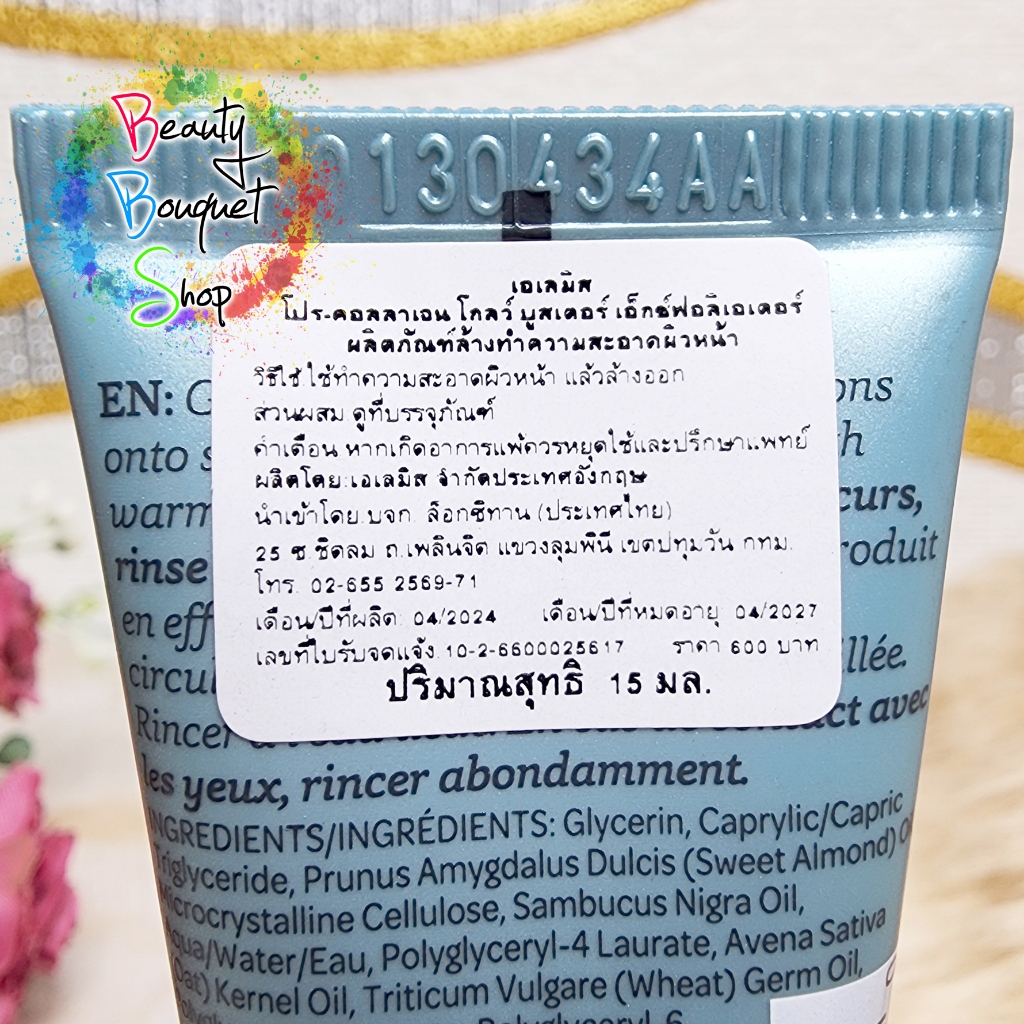 Beauty
Bouquet
Shop
0130434AA
เอเลมิส
โปร-คอลลาเจน โกลว์ บูสเตอร์ เอ็กซ์ฟอลิเอเตอร์
ผลิตภัณฑ์ล้างทำความสะอาดผิวหน้า
วิธีใช้.ใช้ทำความสะอาดผิวหน้า แล้วล้างออก
ส่วนผสม ดูที่บรรจุภัณฑ์
คำเตือน หากเกิดอาการแพ้ควรหยุดใช้และปรึกษาแพทย์
ผลิตโดย:เอเลมิส จำกัดประเทศอังกฤษ
นำเข้าโดย.บจก. ล็อกซิทาน (ประเทศไทย)
25 ซ.ชิดลม ถ.เพลินจิต แขวงลุมพินี เขตปทุมวัน กทม.
โทร. 02-655 2569-71
เดือน/ปีที่ผลิต: 04/2024 เดือน/ปีที่หมดอายุ 04/2027
เลขที่ใบรับจดแจ้ง.10-2-6600025617 ราคา 600 บาท
ปริมาณสุทธิ 15 มล.
EN:
onto
warm
rinse curs,
en roduit
illée.
Rincer avec
les yeux, rincer abondamment.
INGREDIENTS/INGRÉDIENTS: Glycerin, Caprylic/Capric
Triglyceride, Prunus Amygdalus Dulcis (Sweet Almond) Oil,
Microcrystalline Cellulose, Sambucus Nigra Oil,
Aqua/Water/Eau, Polyglyceryl-4 Laurate, Avena Sativa
(Oat) Kernel Oil, Triticum Vulgare (Wheat) Germ Oil,
Polyglyceryl-6